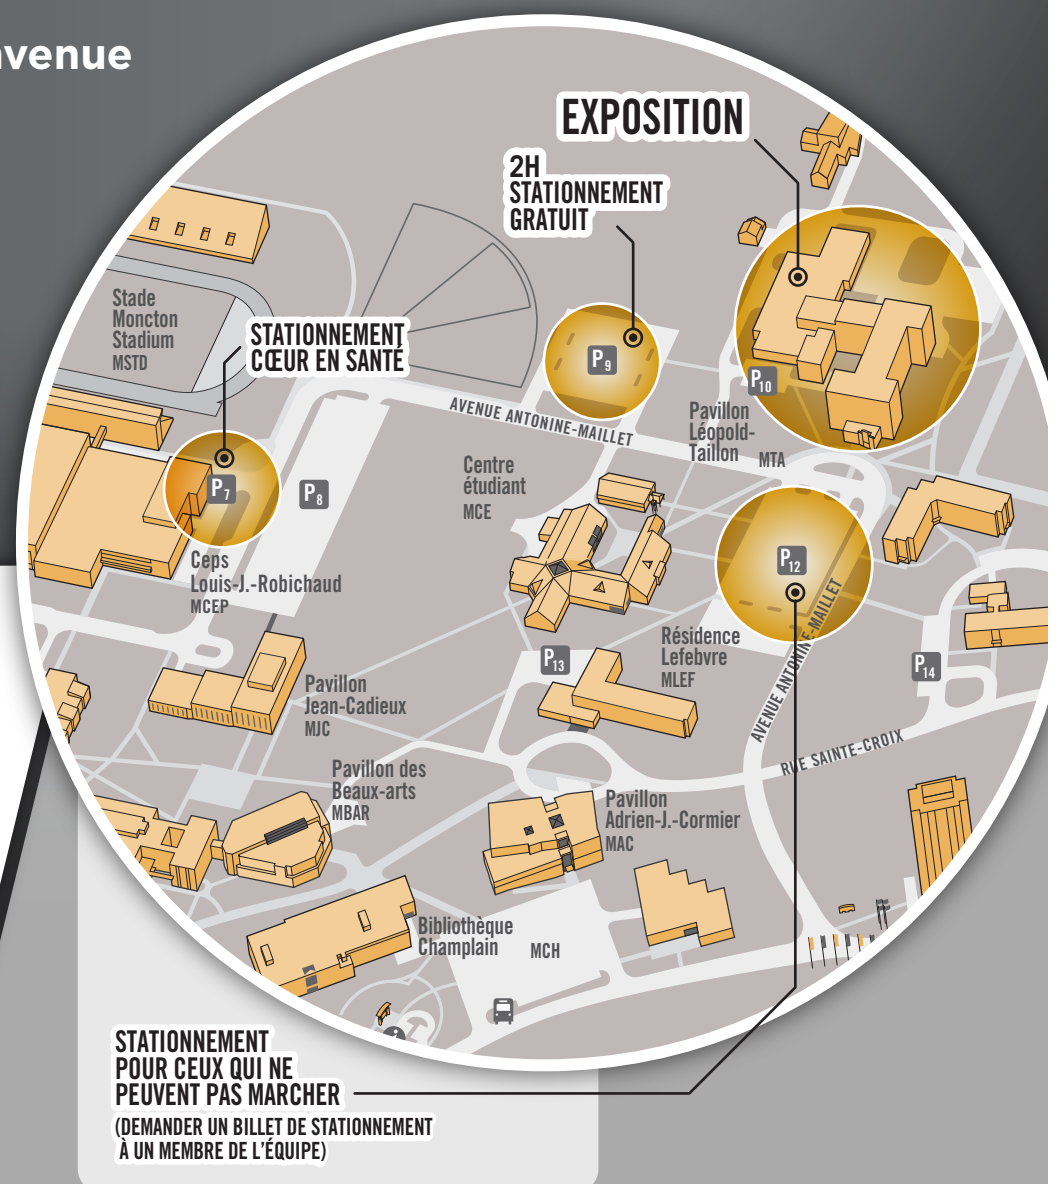 EXPOSITION
2H
STATIONNEMENT
GRATUIT
Stade
Moncton
Stadium
MSTD
STATIONNEMENT
CŒUR EN SANTÉ
P9
P10
AVENUE ANTONINE-MAILLET
Pavillon
Léopold-
Taillon MTA
Centre
étudiant
MCE
P7
P8
Ceps
Louis-J.-Robichaud
MCEP
P12
AVENUE ANTONINE-MAILLET
Résidence
Lefebvre
MLEF
P13
P14
Pavillon
Jean-Cadieux
MJC
RUE SAINTE-CROIX
Pavillon des
Beaux-arts
MBAR
Pavillon
Adrien-J.-Cormier
MAC
Bibliothèque
Champlain MCH
i
STATIONNEMENT
POUR CEUX QUI NE
PEUVENT PAS MARCHER
(DEMANDER UN BILLET DE STATIONNEMENT
À UN MEMBRE DE L'ÉQUIPE)